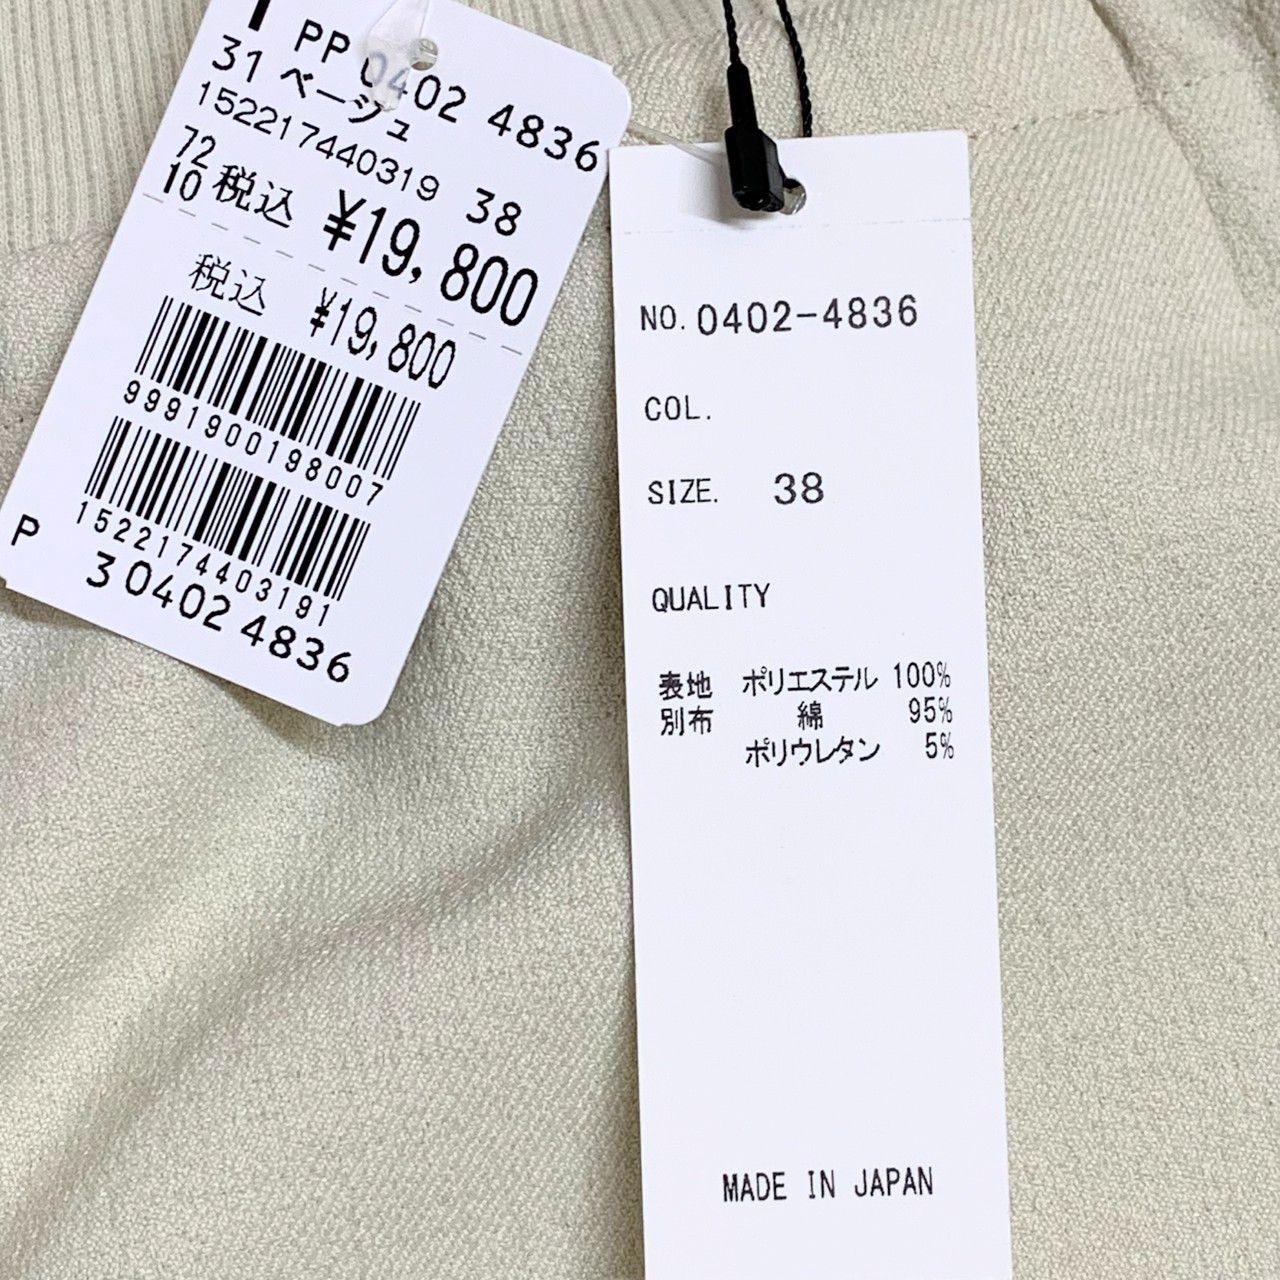 PP 0402 4836
31 ベージュ
152217440319 38
72
10 税込 ¥19,800
税込 ¥19,800
9991900198007
1522174403191
P
3 0402 4836
NO. 0402-4836
COL.
SIZE. 38
QUALITY
表地 ポリエステル 100%
別布 綿 95%
ポリウレタン 5%
MADE IN JAPAN